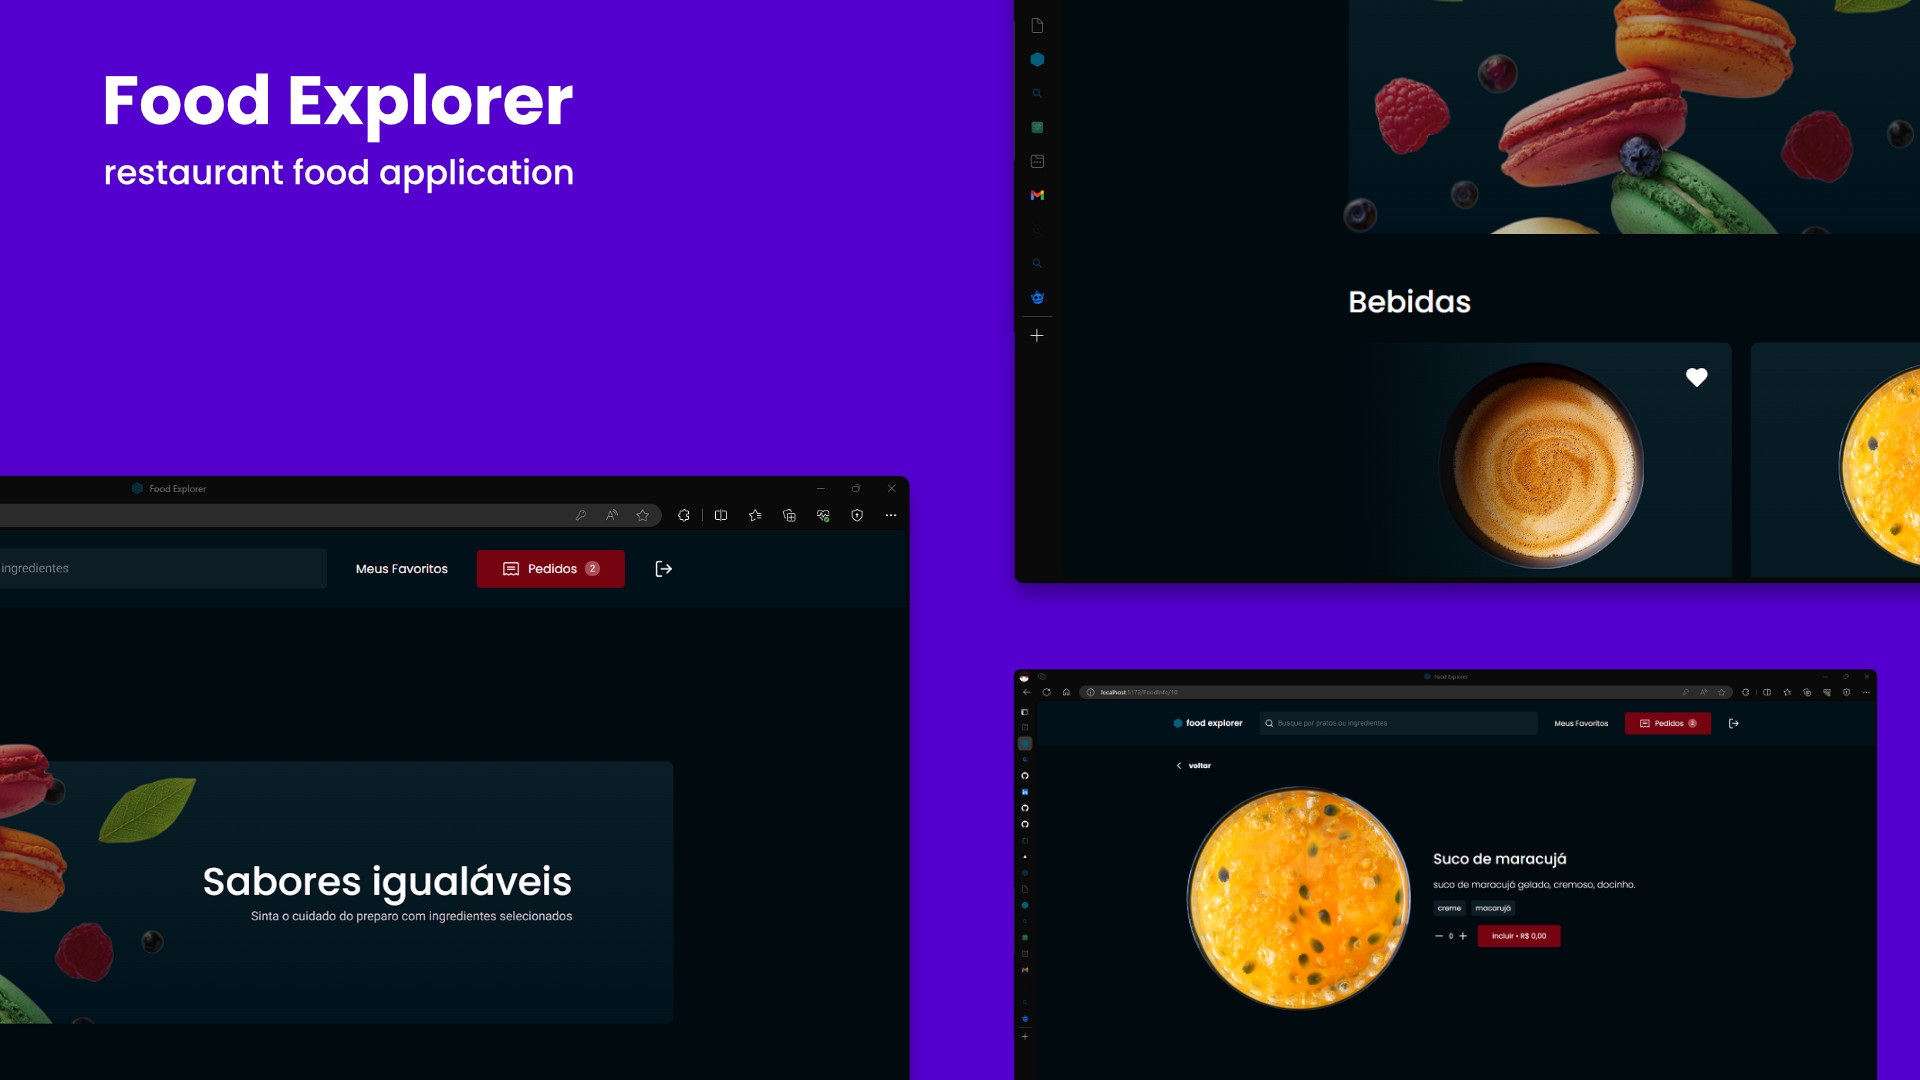 Food Explorer
restaurant food application
Bebidas
Food Explorer
ingredientes
Meus Favoritos
Pedidos 2
Sabores igualáveis
Sinta o cuidado do preparo com ingredientes selecionados
Food Explorer
localhost:5173/FoodInfo/18
food explorer
Busque por pratos ou ingredientes
Meus Favoritos
Pedidos 2
voltar
Suco de maracujá
suco de maracujá gelado, cremoso, docinho.
creme
macarujá
0
incluir • R$ 0,00